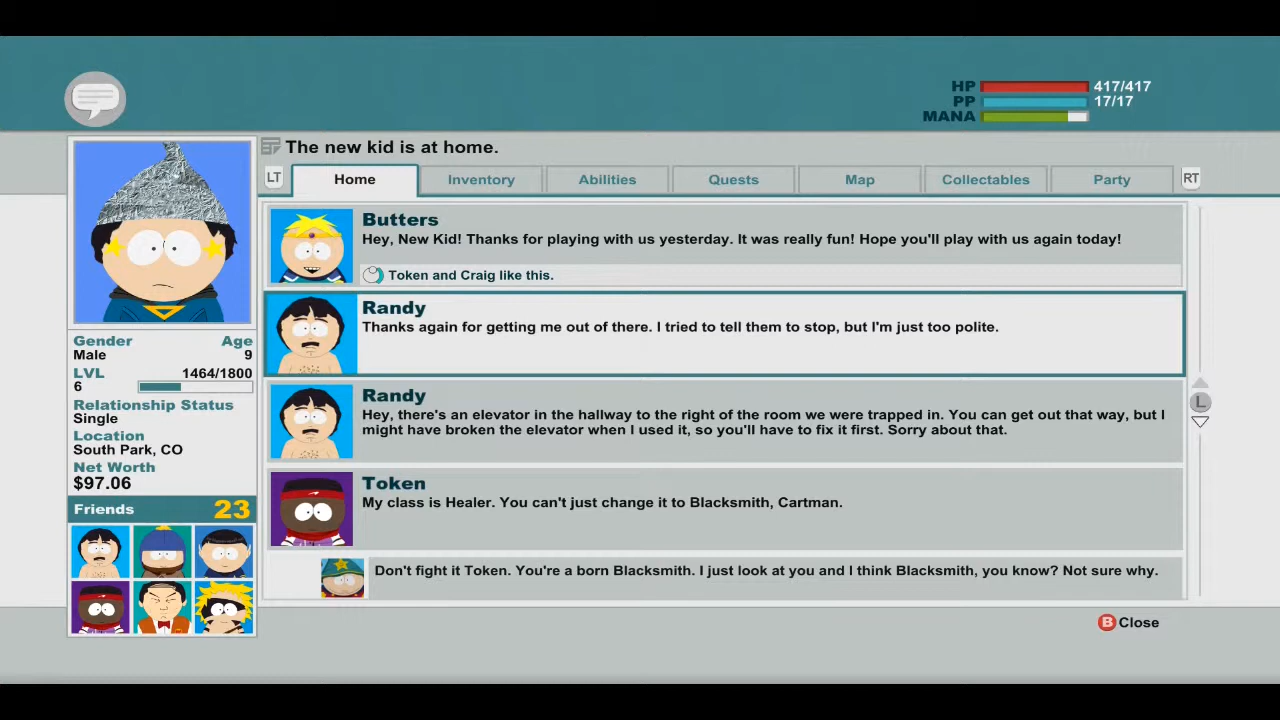 HP 417/417
PP 17/17
MANA
The new kid is at home.
LT Home Inventory Abilities Quests Map Collectables Party RT
Butters
Hey, New Kid! Thanks for playing with us yesterday. It was really fun! Hope you'll play with us again today!
Token and Craig like this.
Randy
Thanks again for getting me out of there. I tried to tell them to stop, but I'm just too polite.
Gender Age
Male 9
LVL 1464/1800
6
Relationship Status
Single
Location
South Park, CO
Net Worth
$97.06
Friends 23
Randy
Hey, there's an elevator in the hallway to the right of the room we were trapped in. You can get out that way, but I
might have broken the elevator when I used it, so you'll have to fix it first. Sorry about that.
L
Token
My class is Healer. You can't just change it to Blacksmith, Cartman.
Don't fight it Token. You're a born Blacksmith. I just look at you and I think Blacksmith, you know? Not sure why.
B Close